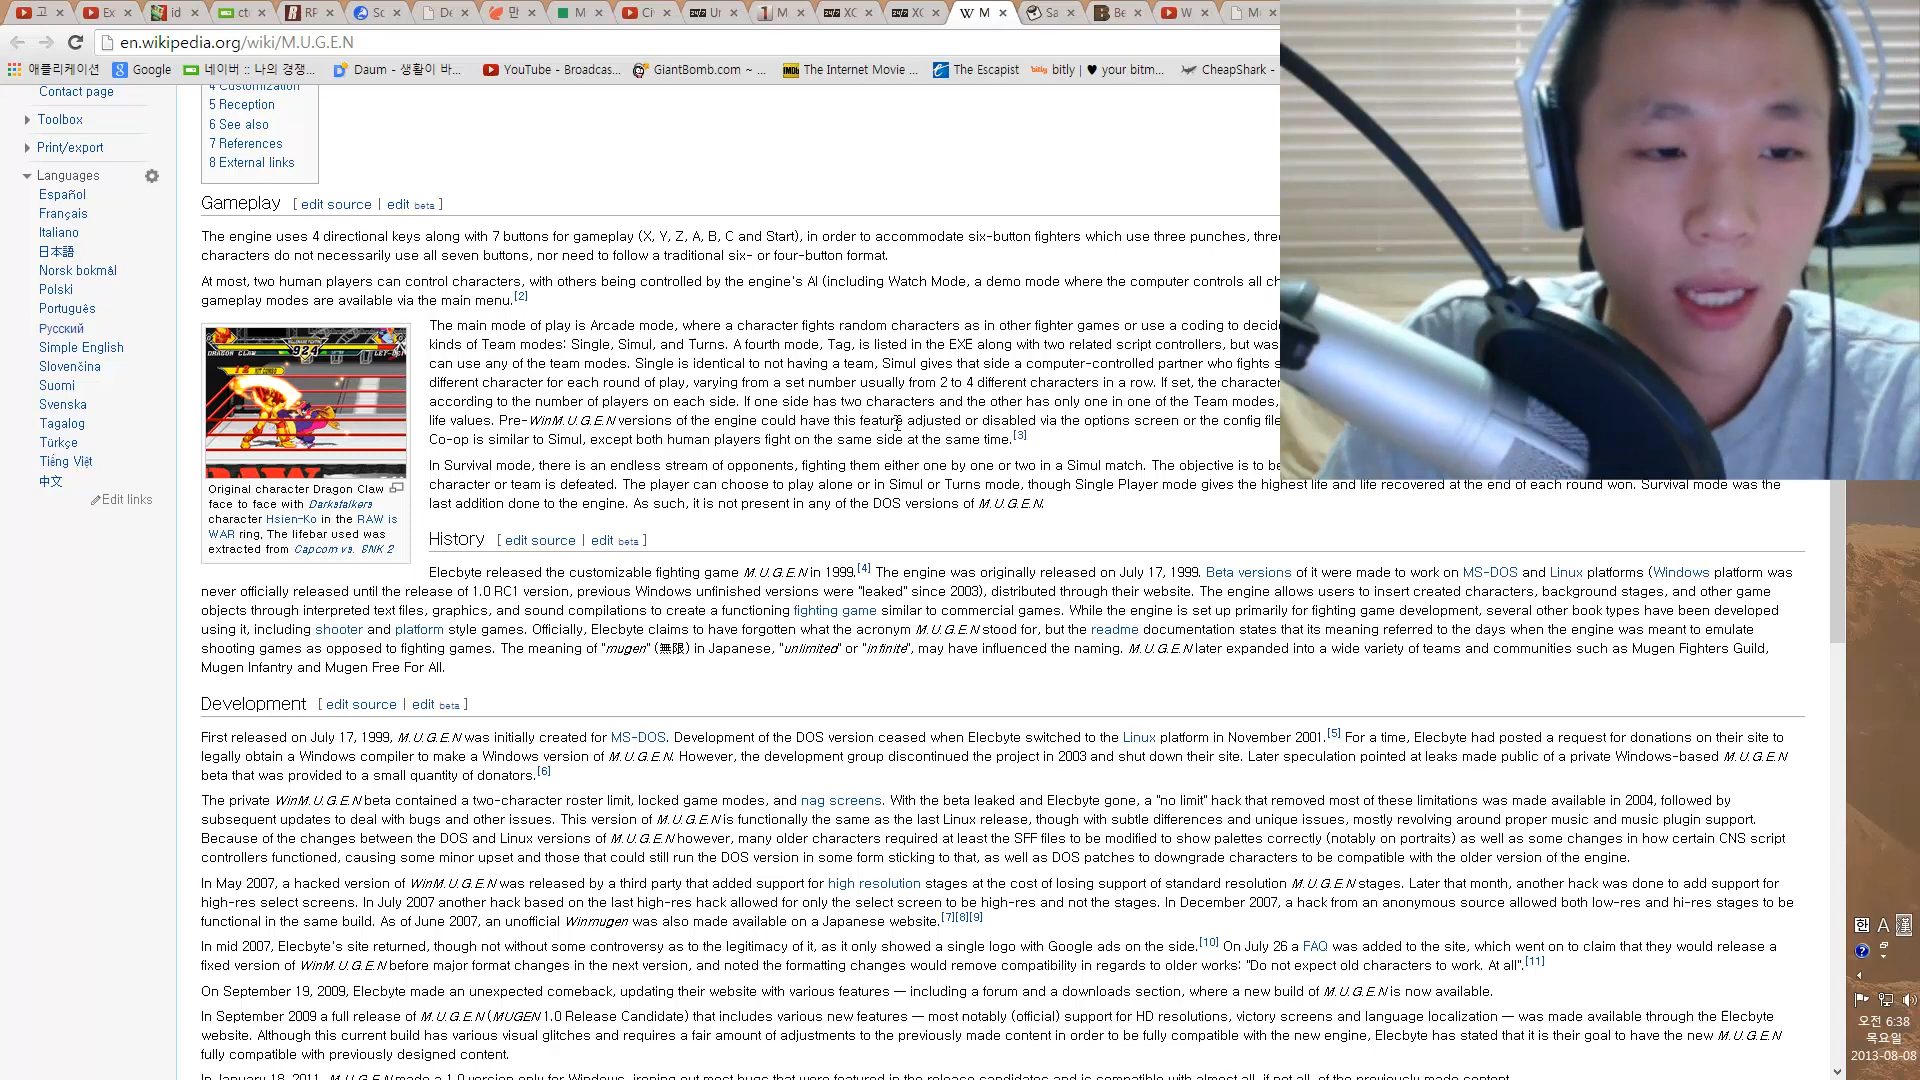 고
Ex
id
ct
RP
Sc
De
만
M
Ci
Ur
M
XC
XC
W M
Sa
Be
W
M
en.wikipedia.org/wiki/M.U.G.E.N
애플리케이션
Google
네이버 :: 나의 경쟁...
Daum - 생활이 바...
YouTube - Broadcas...
GiantBomb.com ~ ...
The Internet Movie ...
The Escapist
bitly | ♥ your bitm...
CheapShark -
Contact page
Toolbox
Print/export
Languages
Español
Français
Italiano
日本語
Norsk bokmål
Polski
Português
Русский
Simple English
Slovenčina
Suomi
Svenska
Tagalog
Türkçe
Tiếng Việt
中文
Edit links
4 Customization
5 Reception
6 See also
7 References
8 External links
Gameplay [ edit source | edit beta ]
The engine uses 4 directional keys along with 7 buttons for gameplay (X, Y, Z, A, B, C and Start), in order to accommodate six-button fighters which use three punches, three
characters do not necessarily use all seven buttons, nor need to follow a traditional six- or four-button format.
At most, two human players can control characters, with others being controlled by the engine's AI (including Watch Mode, a demo mode where the computer controls all ch
gameplay modes are available via the main menu.[2]
DRAGON CLAW
924
RAW
Original character Dragon Claw
face to face with Darkstalkers
character Hsien-Ko in the RAW is
WAR ring. The lifebar used was
extracted from Capcom vs. SNK 2
The main mode of play is Arcade mode, where a character fights random characters as in other fighter games or use a coding to decid
kinds of Team modes: Single, Simul, and Turns. A fourth mode, Tag, is listed in the EXE along with two related script controllers, but was
can use any of the team modes. Single is identical to not having a team, Simul gives that side a computer-controlled partner who fights s
different character for each round of play, varying from a set number usually from 2 to 4 different characters in a row. If set, the character
according to the number of players on each side. If one side has two characters and the other has only one in one of the Team modes,
life values. Pre-WinM.U.G.E.N versions of the engine could have this feature adjusted or disabled via the options screen or the config file
Co-op is similar to Simul, except both human players fight on the same side at the same time.[3]
In Survival mode, there is an endless stream of opponents, fighting them either one by one or two in a Simul match. The objective is to be
character or team is defeated. The player can choose to play alone or in Simul or Turns mode, though Single Player mode gives the highest life and life recovered at the end of each round won. Survival mode was the
last addition done to the engine. As such, it is not present in any of the DOS versions of M.U.G.E.N.
History [ edit source | edit beta ]
Elecbyte released the customizable fighting game M.U.G.E.N in 1999.[4] The engine was originally released on July 17, 1999. Beta versions of it were made to work on MS-DOS and Linux platforms (Windows platform was
never officially released until the release of 1.0 RC1 version, previous Windows unfinished versions were "leaked" since 2003), distributed through their website. The engine allows users to insert created characters, background stages, and other game
objects through interpreted text files, graphics, and sound compilations to create a functioning fighting game similar to commercial games. While the engine is set up primarily for fighting game development, several other book types have been developed
using it, including shooter and platform style games. Officially, Elecbyte claims to have forgotten what the acronym M.U.G.E.N stood for, but the readme documentation states that its meaning referred to the days when the engine was meant to emulate
shooting games as opposed to fighting games. The meaning of "mugen" (無限) in Japanese, "unlimited" or "infinite", may have influenced the naming. M.U.G.E.N later expanded into a wide variety of teams and communities such as Mugen Fighters Guild,
Mugen Infantry and Mugen Free For All.
Development [ edit source | edit beta ]
First released on July 17, 1999, M.U.G.E.N was initially created for MS-DOS. Development of the DOS version ceased when Elecbyte switched to the Linux platform in November 2001.[5] For a time, Elecbyte had posted a request for donations on their site to
legally obtain a Windows compiler to make a Windows version of M.U.G.E.N. However, the development group discontinued the project in 2003 and shut down their site. Later speculation pointed at leaks made public of a private Windows-based M.U.G.E.N
beta that was provided to a small quantity of donators.[6]
The private WinM.U.G.E.N beta contained a two-character roster limit, locked game modes, and nag screens. With the beta leaked and Elecbyte gone, a "no limit" hack that removed most of these limitations was made available in 2004, followed by
subsequent updates to deal with bugs and other issues. This version of M.U.G.E.N is functionally the same as the last Linux release, though with subtle differences and unique issues, mostly revolving around proper music and music plugin support.
Because of the changes between the DOS and Linux versions of M.U.G.E.N however, many older characters required at least the SFF files to be modified to show palettes correctly (notably on portraits) as well as some changes in how certain CNS script
controllers functioned, causing some minor upset and those that could still run the DOS version in some form sticking to that, as well as DOS patches to downgrade characters to be compatible with the older version of the engine.
In May 2007, a hacked version of WinM.U.G.E.N was released by a third party that added support for high resolution stages at the cost of losing support of standard resolution M.U.G.E.N stages. Later that month, another hack was done to add support for
high-res select screens. In July 2007 another hack based on the last high-res hack allowed for only the select screen to be high-res and not the stages. In December 2007, a hack from an anonymous source allowed both low-res and hi-res stages to be
functional in the same build. As of June 2007, an unofficial Winmugen was also made available on a Japanese website.[7][8][9]
In mid 2007, Elecbyte's site returned, though not without some controversy as to the legitimacy of it, as it only showed a single logo with Google ads on the side.[10] On July 26 a FAQ was added to the site, which went on to claim that they would release a
fixed version of WinM.U.G.E.N before major format changes in the next version, and noted the formatting changes would remove compatibility in regards to older works: "Do not expect old characters to work. At all".[11]
On September 19, 2009, Elecbyte made an unexpected comeback, updating their website with various features — including a forum and a downloads section, where a new build of M.U.G.E.N is now available.
In September 2009 a full release of M.U.G.E.N (MUGEN 1.0 Release Candidate) that includes various new features — most notably (official) support for HD resolutions, victory screens and language localization — was made available through the Elecbyte
website. Although this current build has various visual glitches and requires a fair amount of adjustments to the previously made content in order to be fully compatible with the new engine, Elecbyte has stated that it is their goal to have the new M.U.G.E.N
fully compatible with previously designed content.
In January 18, 2011, M.U.G.E.N made a 1.0 version only for Windows, ironing out most bugs that were featured in the release candidates and is compatible with almost all, if not all, of the previously made content.
한 A 漢
오전 6:38
목요일
2013-08-08